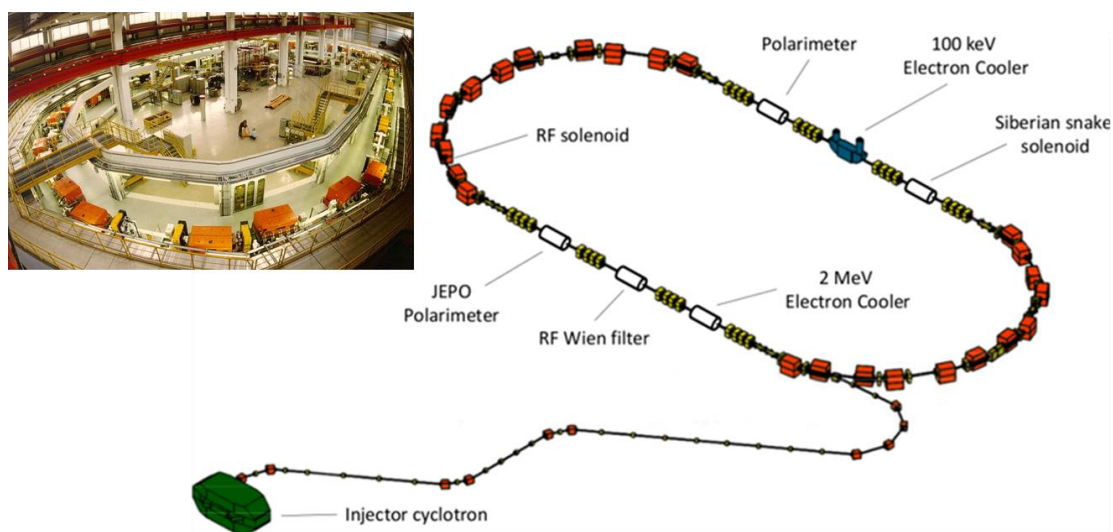 Polarimeter
100 keV
Electron Cooler
Siberian snake
solenoid
RF solenoid
JEPO
Polarimeter
RF Wien filter
2 MeV
Electron Cooler
Injector cyclotron